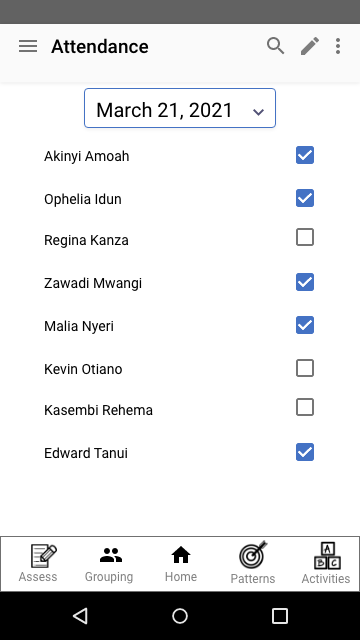 Attendance
March 21, 2021
Akinyi Amoah
Ophelia Idun
Regina Kanza
Zawadi Mwangi
Malia Nyeri
Kevin Otiano
Kasembi Rehema
Edward Tanui
A
B C
Assess Grouping Home Patterns Activities